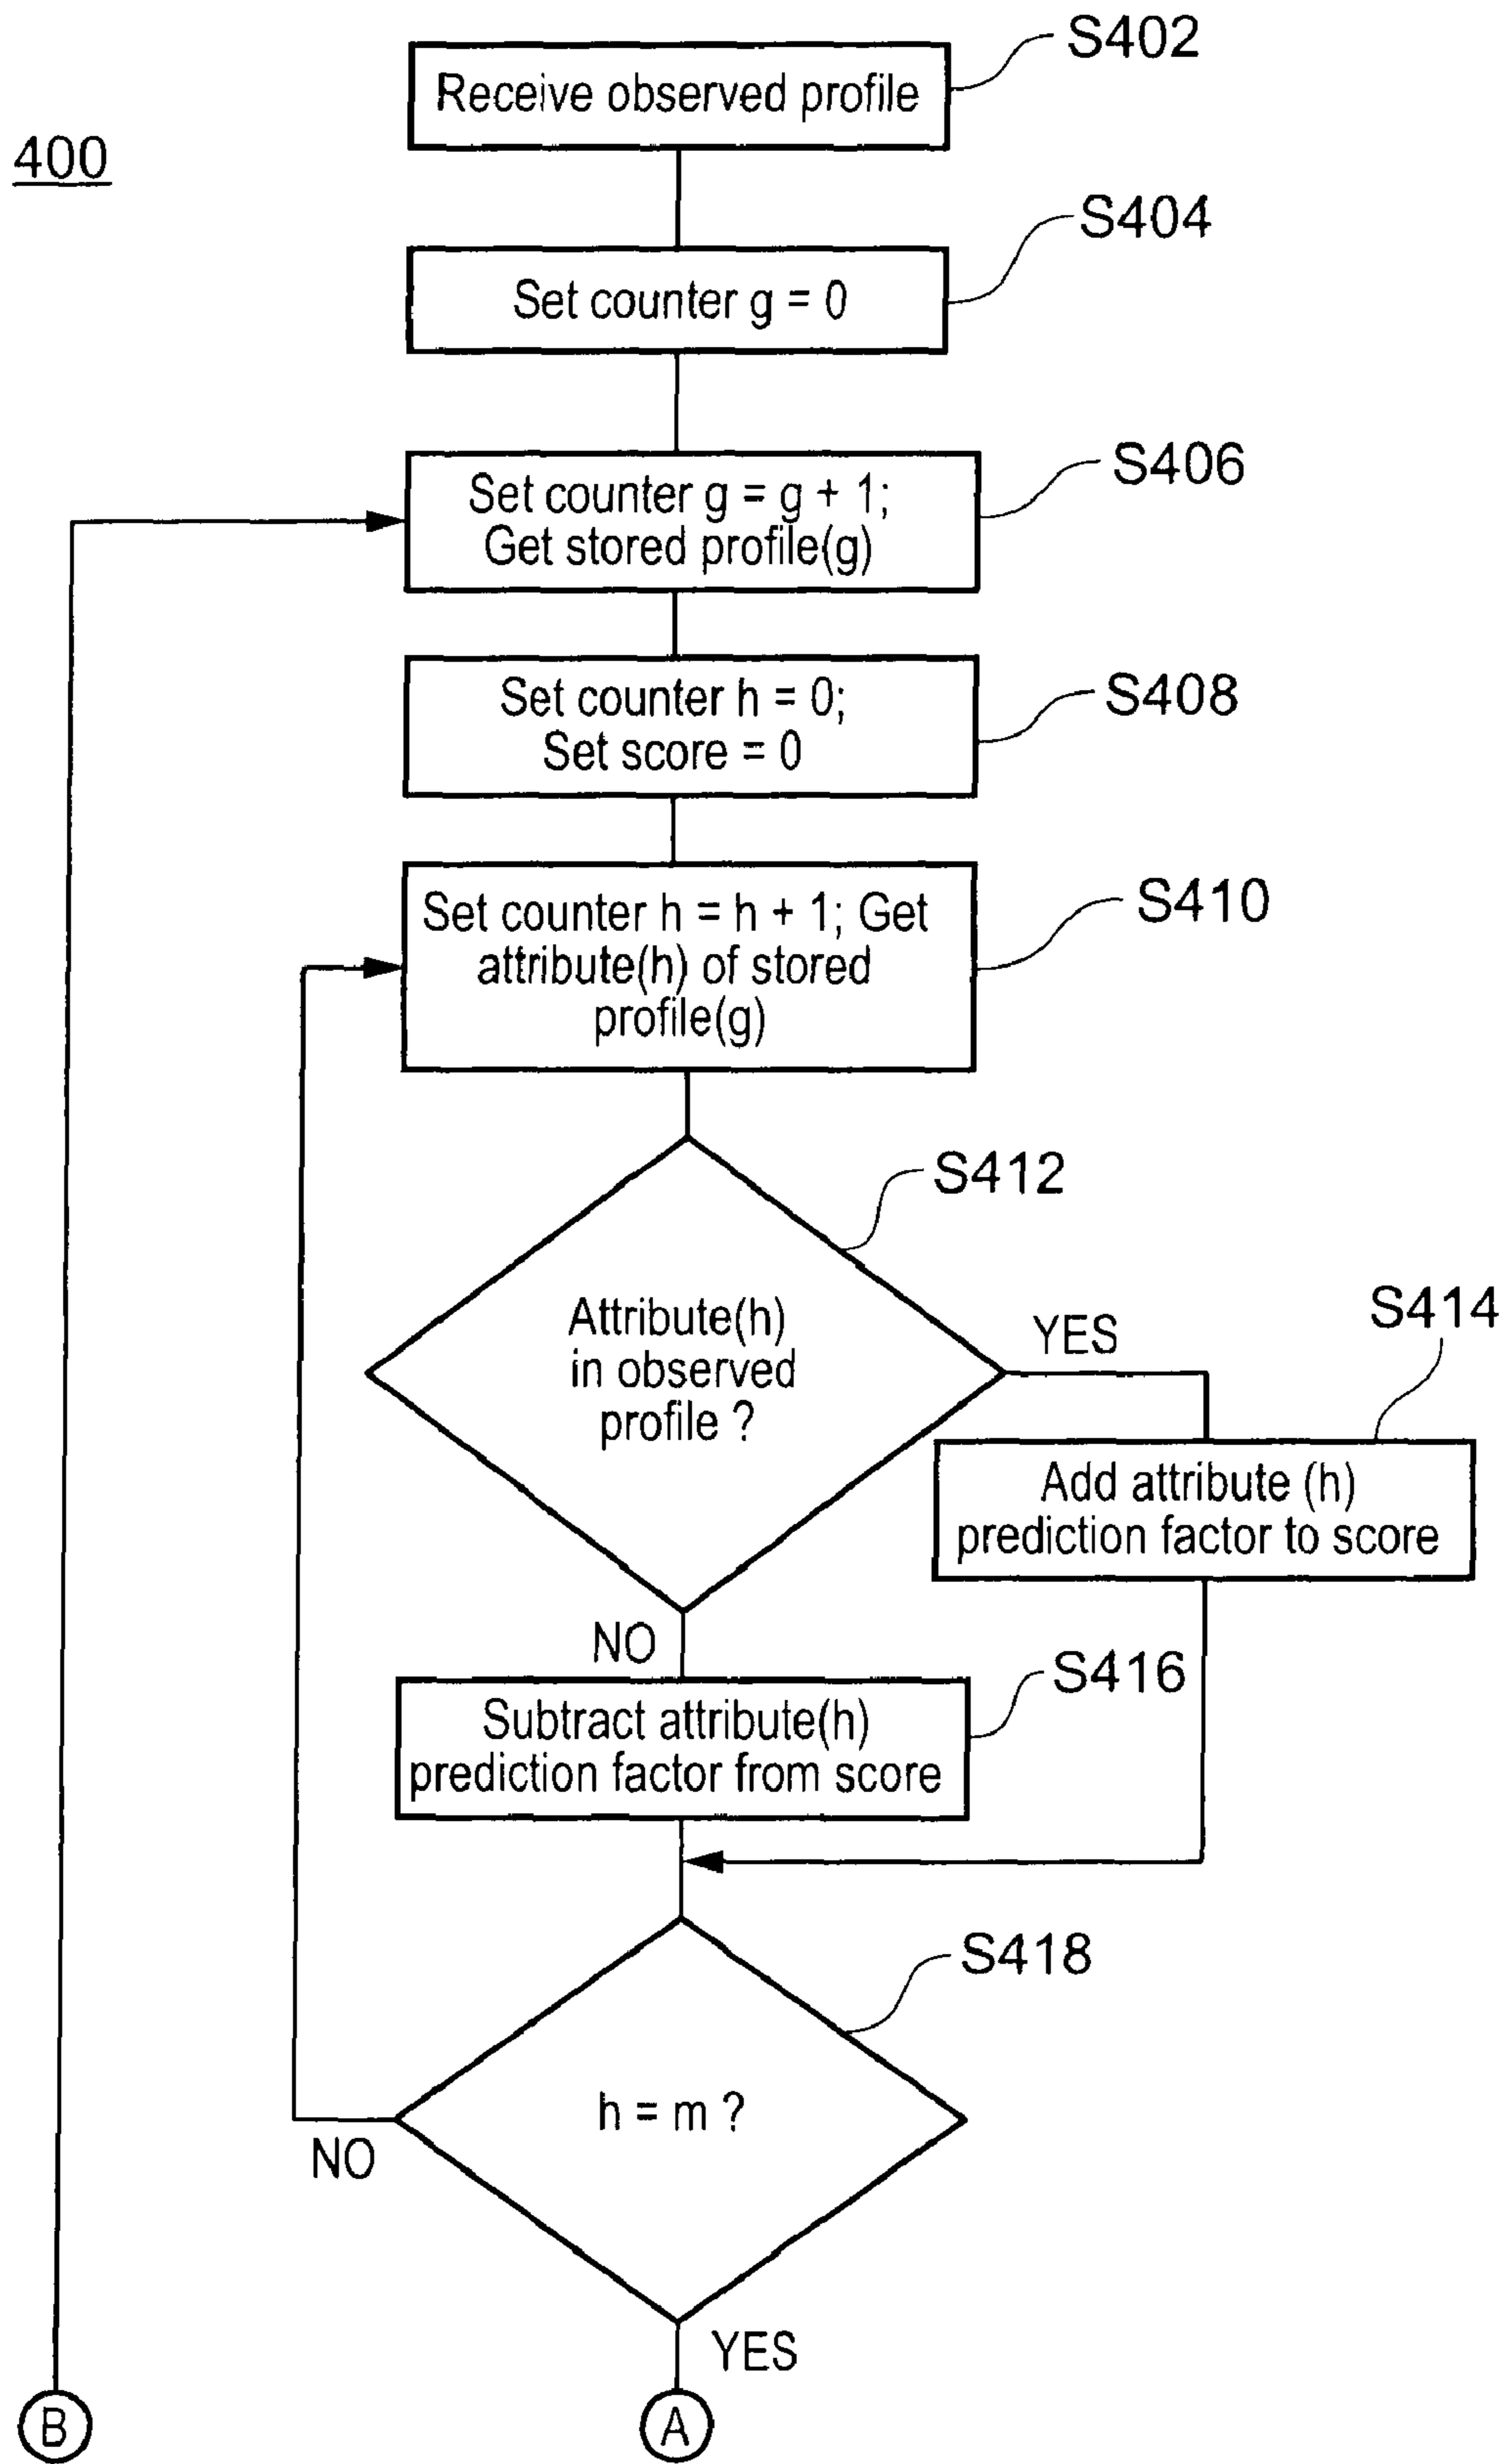 S402
Receive observed profile
400
S404
Set counter g = 0
S406
Set counter g = g + 1;
Get stored profile(g)
S408
Set counter h = 0;
Set score = 0
S410
Set counter h = h + 1; Get
attribute(h) of stored
profile(g)
S412
Attribute(h)
in observed
profile ?
YES
S414
Add attribute (h)
prediction factor to score
NO
S416
Subtract attribute(h)
prediction factor from score
S418
h = m ?
NO
YES
B
A